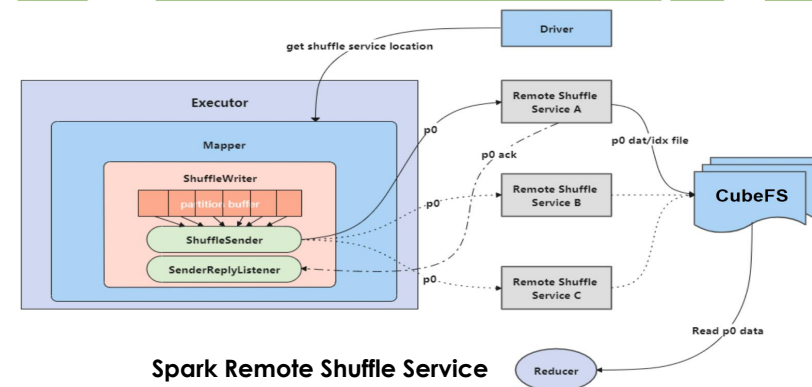 Driver
get shuffle service location
Executor
Remote Shuffle
Service A
p0
Mapper
p0 dat/idx file
p0 ack
ShuffleWriter
partition buffer
Remote Shuffle
Service B
CubeFS
p0
ShuffleSender
SenderReplyListener
p0
Remote Shuffle
Service C
Read p0 data
Spark Remote Shuffle Service
Reducer